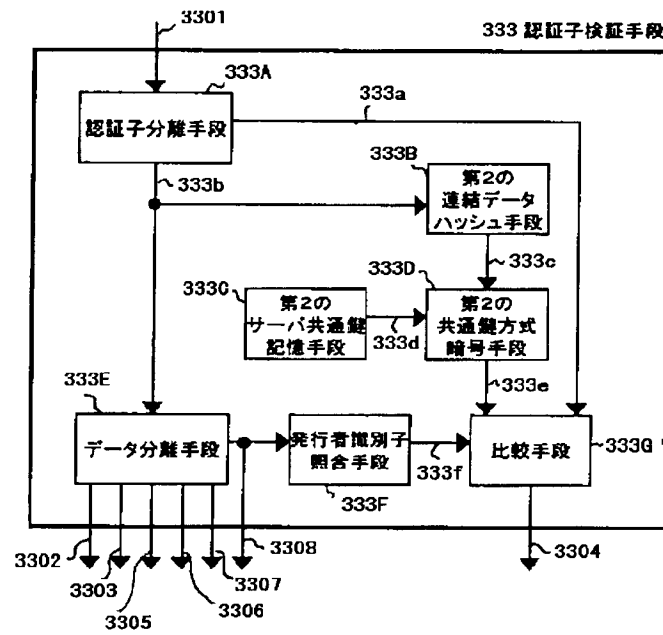 3301
333 認証子検証手段
333A
333a
認証子分離手段
333B
333b
第2の
連結データ
ハッシュ手段
333c
333C
333D
第2の
サーバ共通鍵
記憶手段
333d
第2の
共通鍵方式
暗号手段
333E
333e
データ分離手段
発行者識別子
照合手段
333f
比較手段
333G
333F
3302
3303
3305
3306
3307
3308
3304